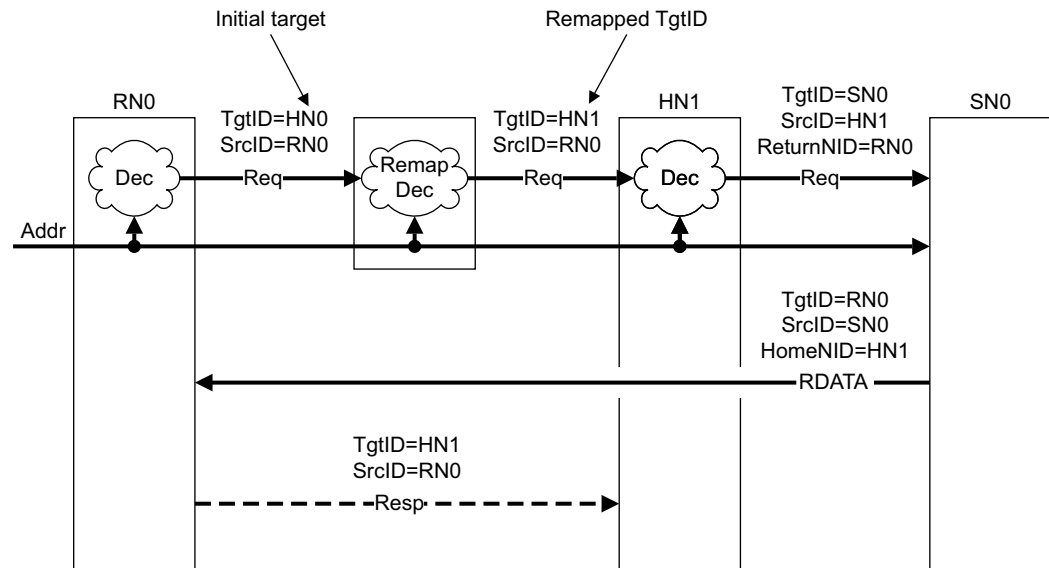 Initial target
Remapped TgtID
RN0
HN1
SN0
TgtID=HN0
SrcID=RN0
TgtID=HN1
SrcID=RN0
TgtID=SN0
SrcID=HN1
ReturnNID=RN0
Dec
Req
Remap
Dec
Req
Dec
Req
Addr
TgtID=RN0
SrcID=SN0
HomeNID=HN1
RDATA
TgtID=HN1
SrcID=RN0
Resp